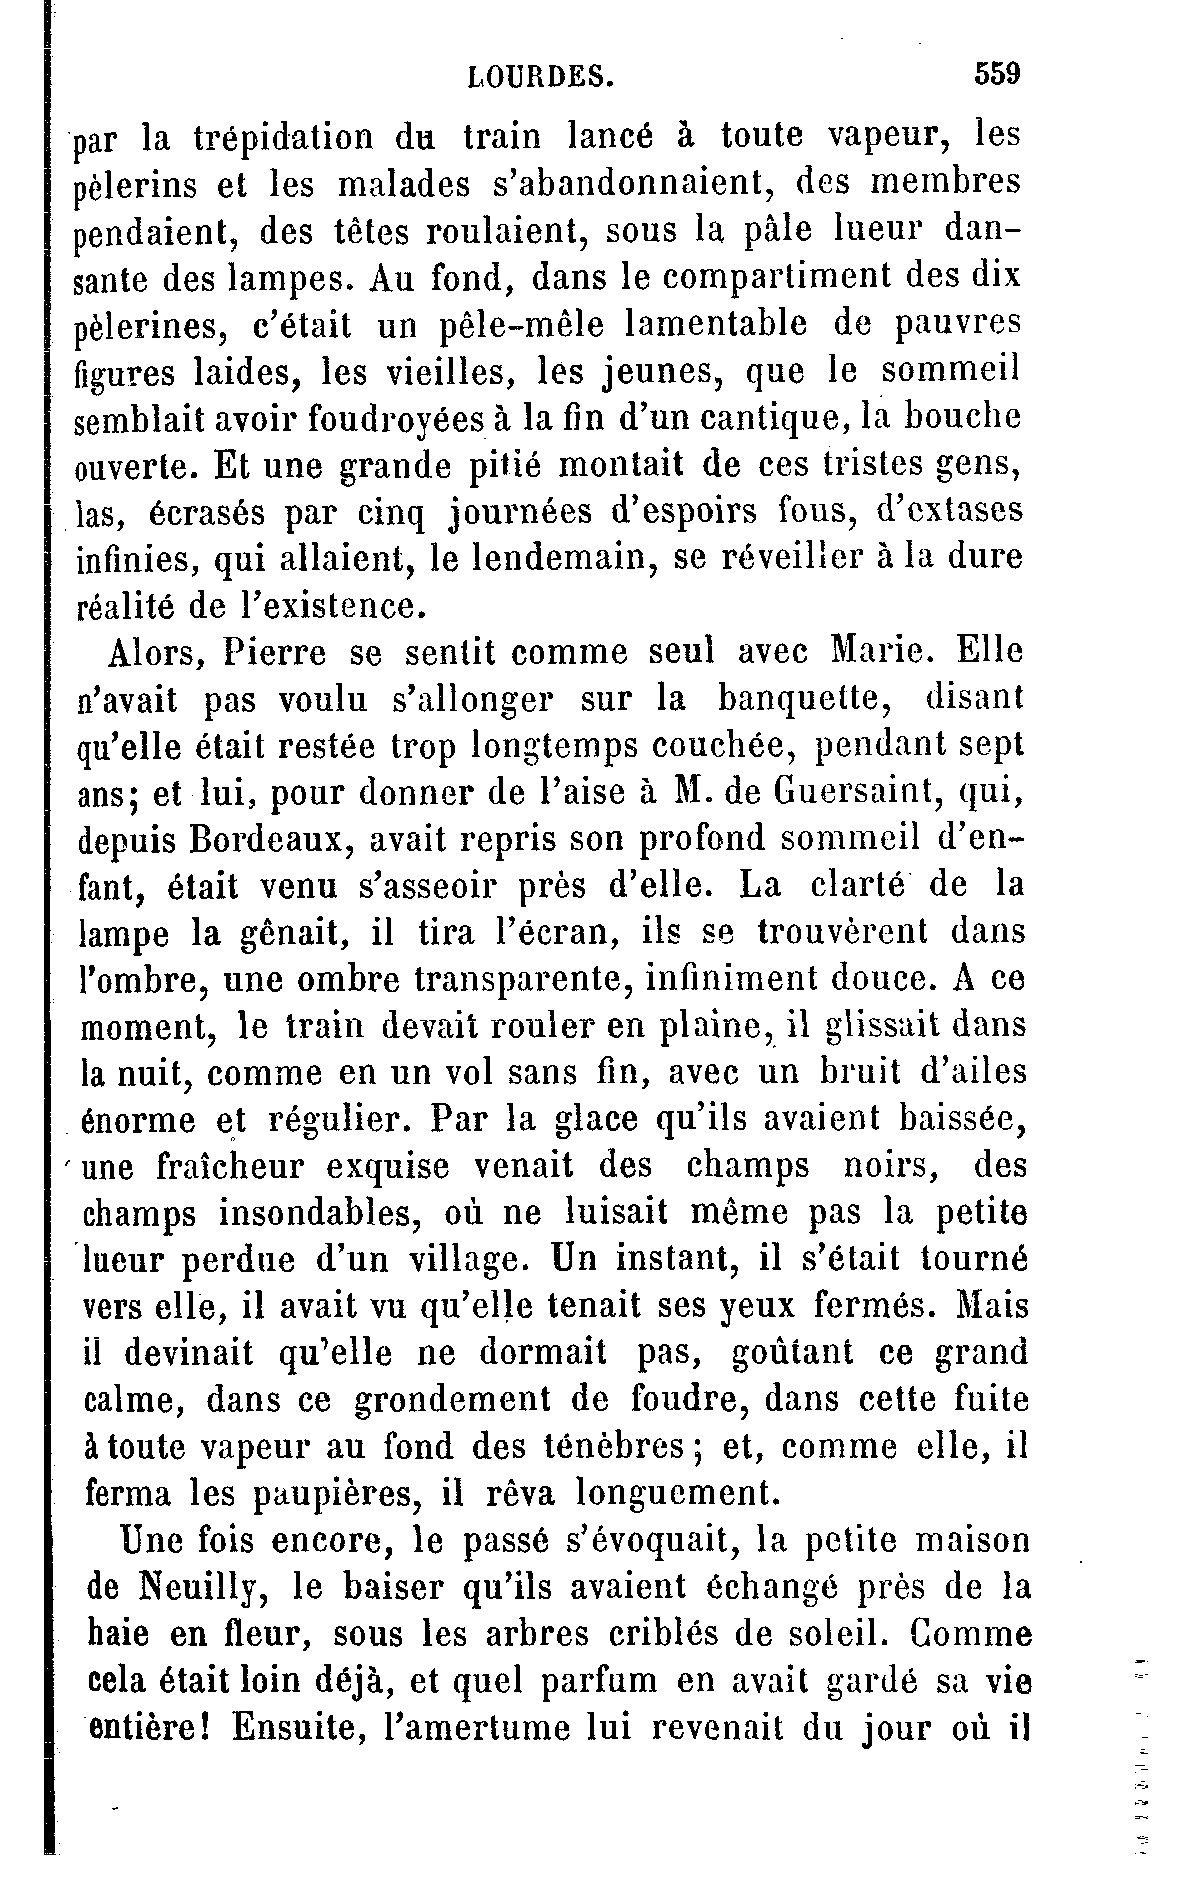 LOURDES. 559
par la trépidation du train lancé à toute vapeur, les
pèlerins et les malades s'abandonnaient, des membres
pendaient, des têtes roulaient, sous la pâle lueur dan-
sante des lampes. Au fond, dans le compartiment des dix
pèlerines, c'était un pêle-mêle lamentable de pauvres
figures laides, les vieilles, les jeunes, que le sommeil
semblait avoir foudroyées à la fin d'un cantique, la bouche
ouverte. Et une grande pitié montait de ces tristes gens,
las, écrasés par cinq journées d'espoirs fous, d'extases
infinies, qui allaient, le lendemain, se réveiller à la dure
réalité de l'existence.
Alors, Pierre se sentit comme seul avec Marie. Elle
n'avait pas voulu s'allonger sur la banquette, disant
qu'elle était restée trop longtemps couchée, pendant sept
ans; et lui, pour donner de l'aise à M. de Guersaint, qui,
depuis Bordeaux, avait repris son profond sommeil d'en-
fant, était venu s'asseoir près d'elle. La clarté de la
lampe la gênait, il tira l'écran, ils se trouvèrent dans
l'ombre, une ombre transparente, infiniment douce. A ce
moment, le train devait rouler en plaine, il glissait dans
la nuit, comme en un vol sans fin, avec un bruit d'ailes
énorme et régulier. Par la glace qu'ils avaient baissée,
une fraîcheur exquise venait des champs noirs, des
champs insondables, où ne luisait même pas la petite
lueur perdue d'un village. Un instant, il s'était tourné
vers elle, il avait vu qu'elle tenait ses yeux fermés. Mais
il devinait qu'elle ne dormait pas, goûtant ce grand
calme, dans ce grondement de foudre, dans cette fuite
à toute vapeur au fond des ténèbres; et, comme elle, il
ferma les paupières, il rêva longuement.
Une fois encore, le passé s'évoquait, la petite maison
de Neuilly, le baiser qu'ils avaient échangé près de la
haie en fleur, sous les arbres criblés de soleil. Comme
cela était loin déjà, et quel parfum en avait gardé sa vie
entière! Ensuite, l'amertume lui revenait du jour où il